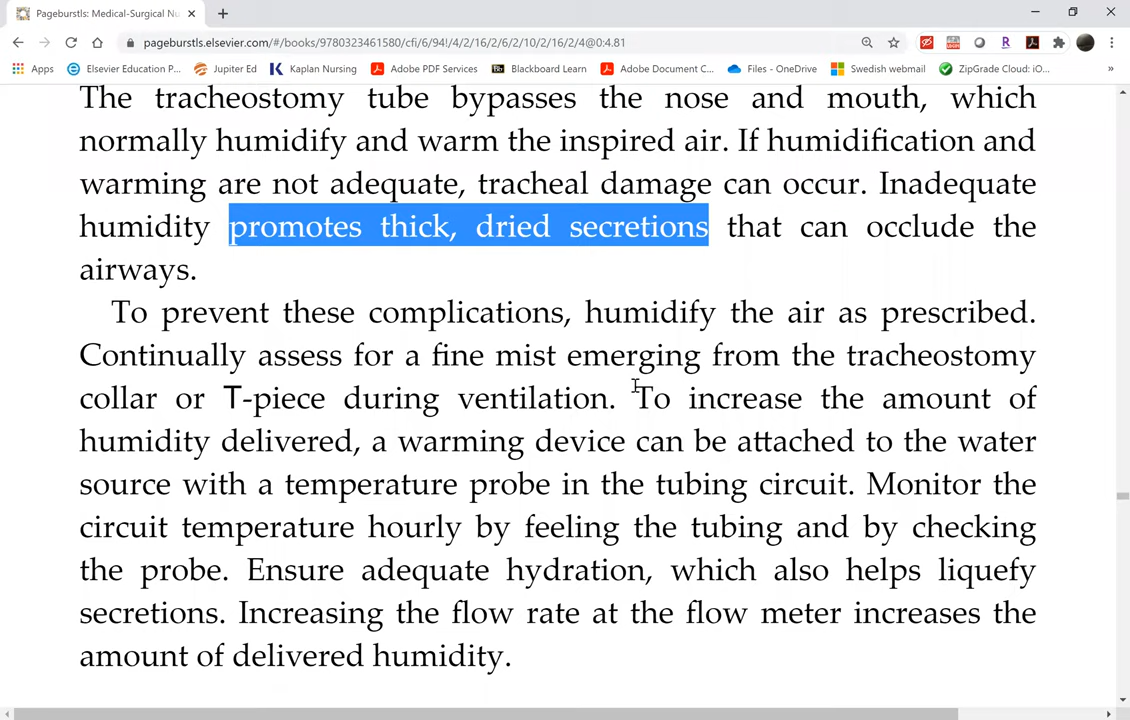 Pageburstls: Medical-Surgical Nu
pageburstls.elsevier.com/#/books/9780323461580/cfi/6/94!/4/2/16/2/6/2/10/2/16/2/4@0:4.81
Apps Elsevier Education P... Jupiter Ed Kaplan Nursing Adobe PDF Services Blackboard Learn Adobe Document C... Files - OneDrive Swedish webmail ZipGrade Cloud: iO... »
The tracheostomy tube bypasses the nose and mouth, which
normally humidify and warm the inspired air. If humidification and
warming are not adequate, tracheal damage can occur. Inadequate
humidity promotes thick, dried secretions that can occlude the
airways.
To prevent these complications, humidify the air as prescribed.
Continually assess for a fine mist emerging from the tracheostomy
collar or T-piece during ventilation. To increase the amount of
humidity delivered, a warming device can be attached to the water
source with a temperature probe in the tubing circuit. Monitor the
circuit temperature hourly by feeling the tubing and by checking
the probe. Ensure adequate hydration, which also helps liquefy
secretions. Increasing the flow rate at the flow meter increases the
amount of delivered humidity.